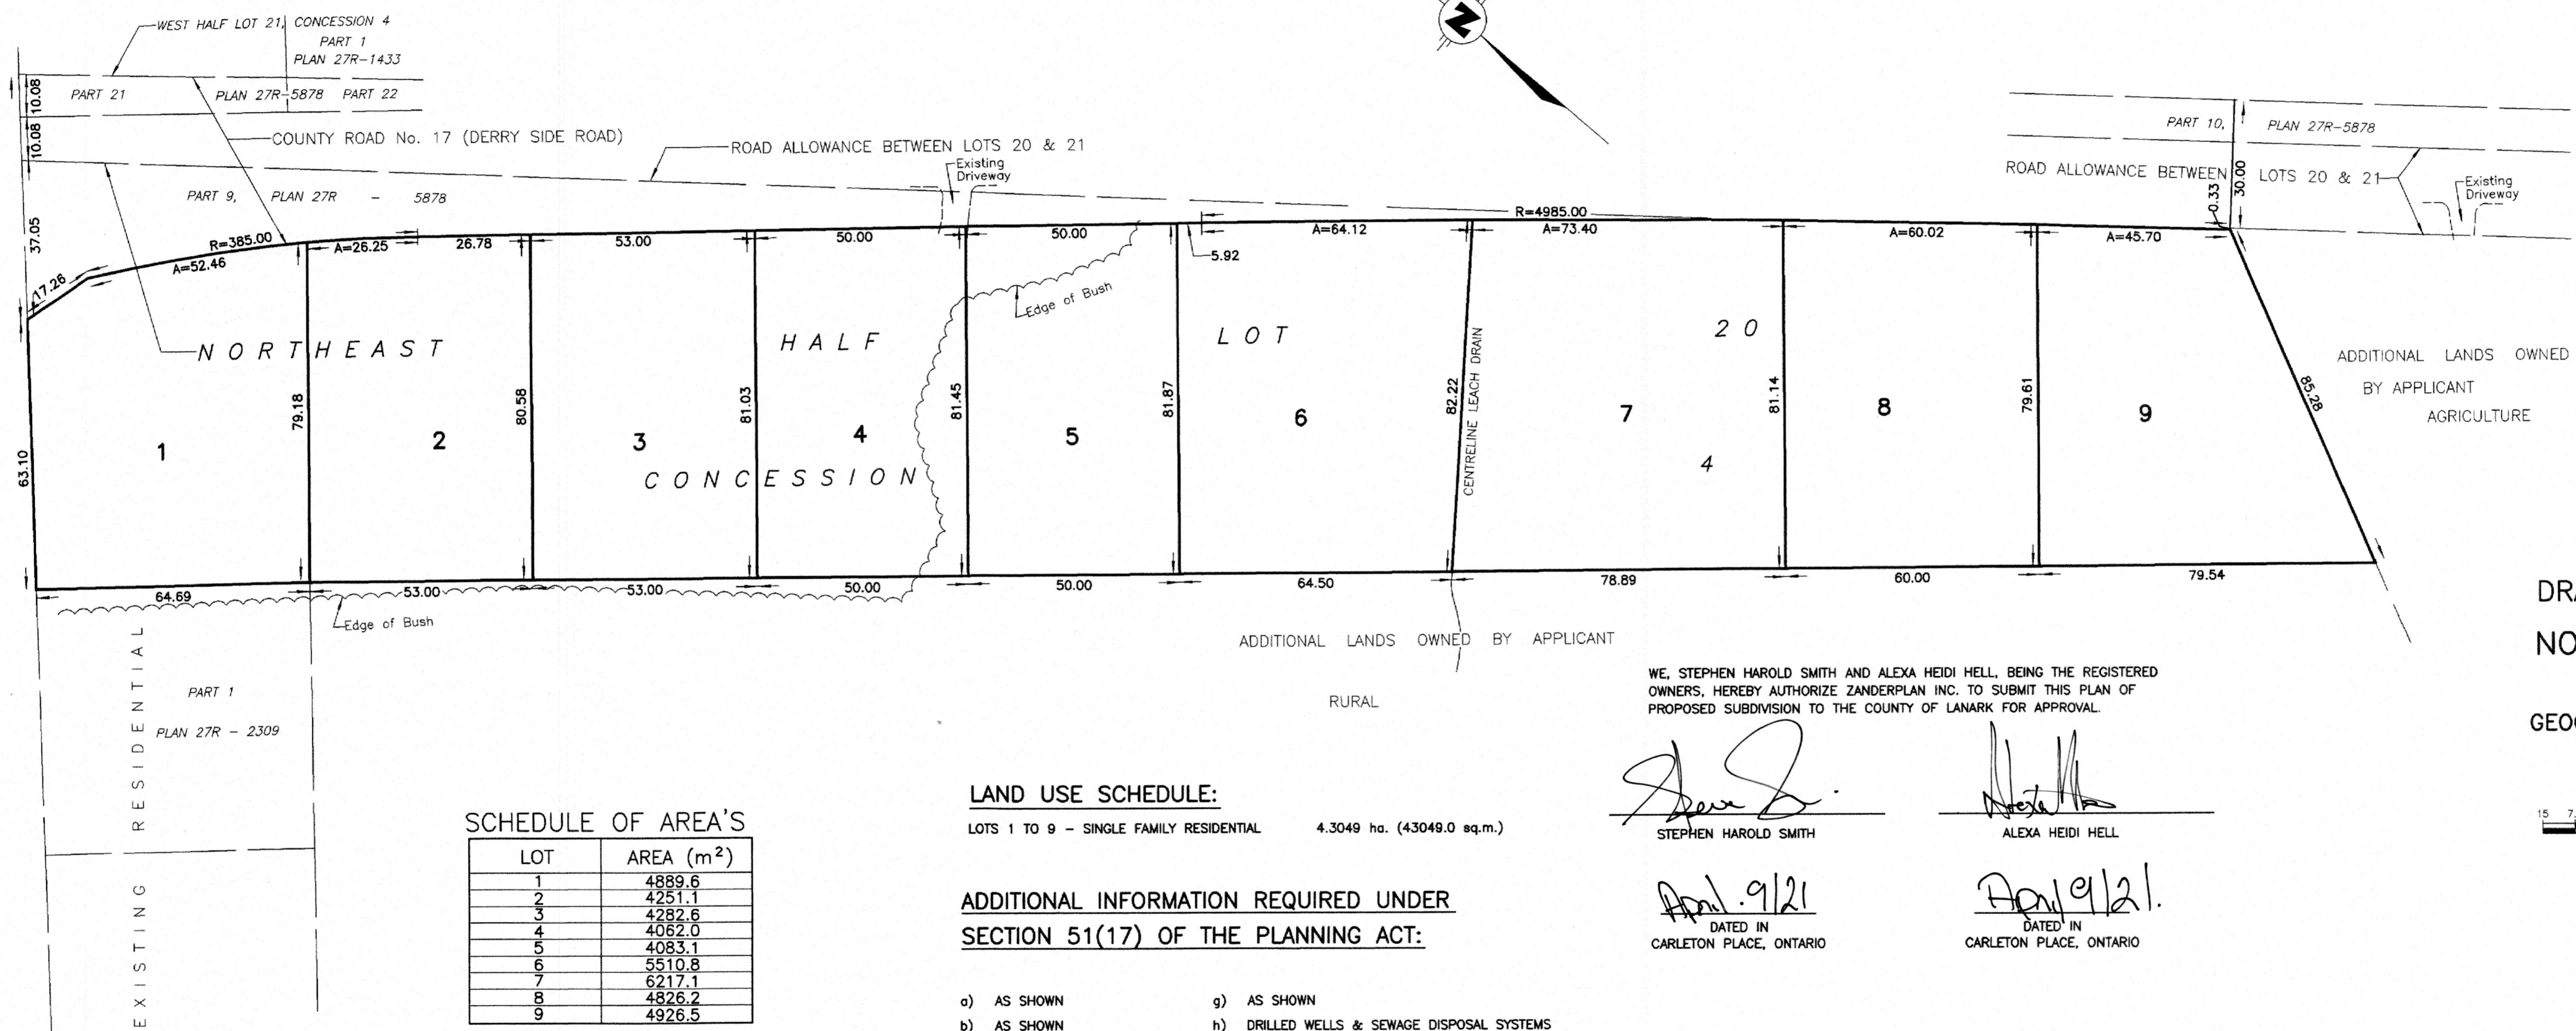 WEST HALF LOT 21, CONCESSION 4
PART 1
PLAN 27R-1433
10.08
PART 21
PLAN 27R-5878 PART 22
10.08
COUNTY ROAD No. 17 (DERRY SIDE ROAD)
ROAD ALLOWANCE BETWEEN LOTS 20 & 21
Existing
Driveway
N
PART 10, PLAN 27R-5878
ROAD ALLOWANCE BETWEEN LOTS 20 & 21
Existing
Driveway
0.33
30.00
PART 9, PLAN 27R - 5878
37.05
17.26
R=385.00
A=52.46
A=26.25
26.78
53.00
50.00
50.00
5.92
R=4985.00
A=64.12
A=73.40
A=60.02
A=45.70
Edge of Bush
NORTHEAST HALF LOT 20
CONCESSION 4
63.10
79.18
80.58
81.03
81.45
81.87
82.22
CENTRELINE LEACH DRAIN
81.14
79.61
85.28
1
2
3
4
5
6
7
8
9
ADDITIONAL LANDS OWNED
BY APPLICANT
AGRICULTURE
64.69
53.00
53.00
50.00
50.00
64.50
78.89
60.00
79.54
Edge of Bush
ADDITIONAL LANDS OWNED BY APPLICANT
RURAL
EXISTING RESIDENTIAL
PART 1
PLAN 27R - 2309
WE, STEPHEN HAROLD SMITH AND ALEXA HEIDI HELL, BEING THE REGISTERED
OWNERS, HEREBY AUTHORIZE ZANDERPLAN INC. TO SUBMIT THIS PLAN OF
PROPOSED SUBDIVISION TO THE COUNTY OF LANARK FOR APPROVAL.
STEPHEN HAROLD SMITH
ALEXA HEIDI HELL
April. 9/21
April 9/21.
DATED IN
CARLETON PLACE, ONTARIO
DATED IN
CARLETON PLACE, ONTARIO
SCHEDULE OF AREA'S
LOT AREA (m²)
1 4889.6
2 4251.1
3 4282.6
4 4062.0
5 4083.1
6 5510.8
7 6217.1
8 4826.2
9 4926.5
LAND USE SCHEDULE:
LOTS 1 TO 9 - SINGLE FAMILY RESIDENTIAL 4.3049 ha. (43049.0 sq.m.)
ADDITIONAL INFORMATION REQUIRED UNDER
SECTION 51(17) OF THE PLANNING ACT:
a) AS SHOWN
b) AS SHOWN
g) AS SHOWN
h) DRILLED WELLS & SEWAGE DISPOSAL SYSTEMS
DRA
NO
GEO
15